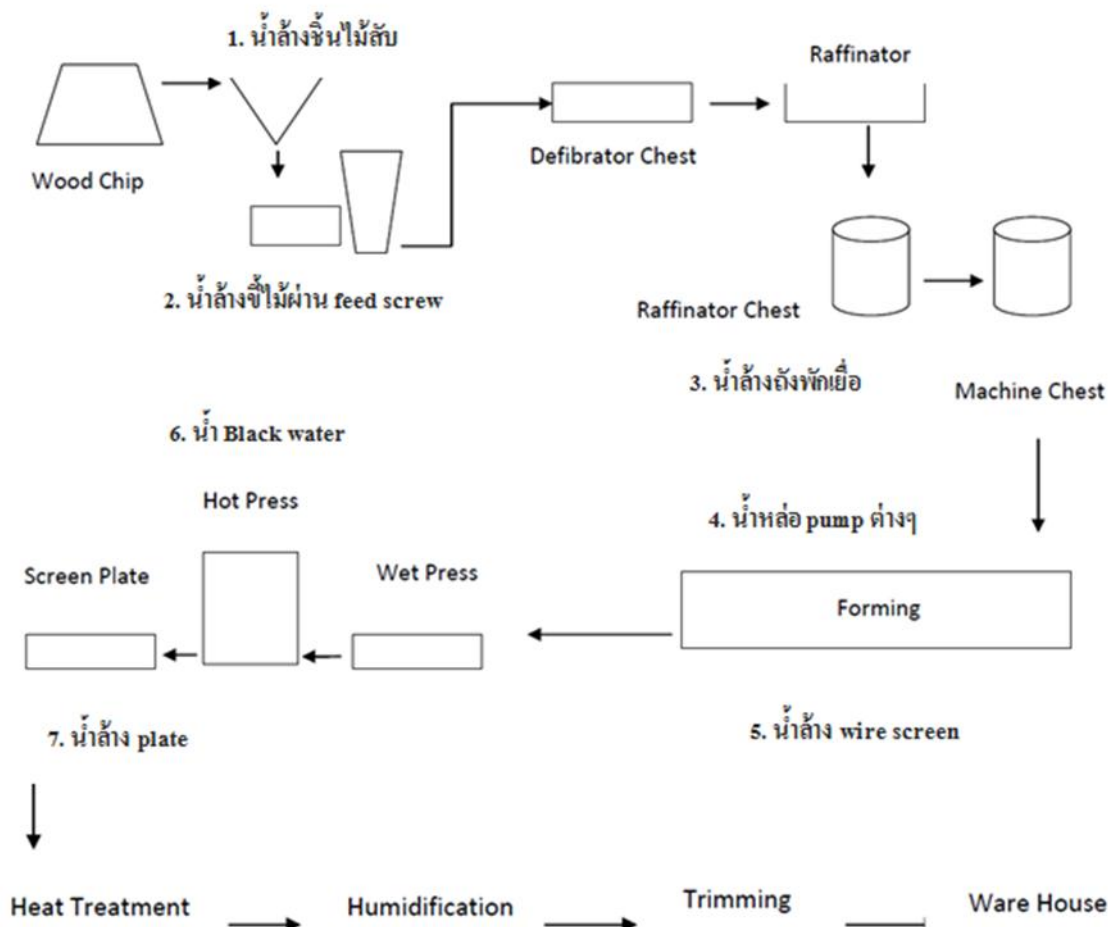 1. น้ำล้างชิ้นไม้สับ
Raffinator
Wood Chip
Defibrator Chest
2. น้ำล้างขี้ไม้ผ่าน feed screw
Raffinator Chest
3. น้ำล้างถังพักเยื่อ
Machine Chest
6. น้ำ Black water
Hot Press
4. น้ำหล่อ pump ต่างๆ
Screen Plate
Wet Press
Forming
7. น้ำล้าง plate
5. น้ำล้าง wire screen
Heat Treatment
Humidification
Trimming
Ware House